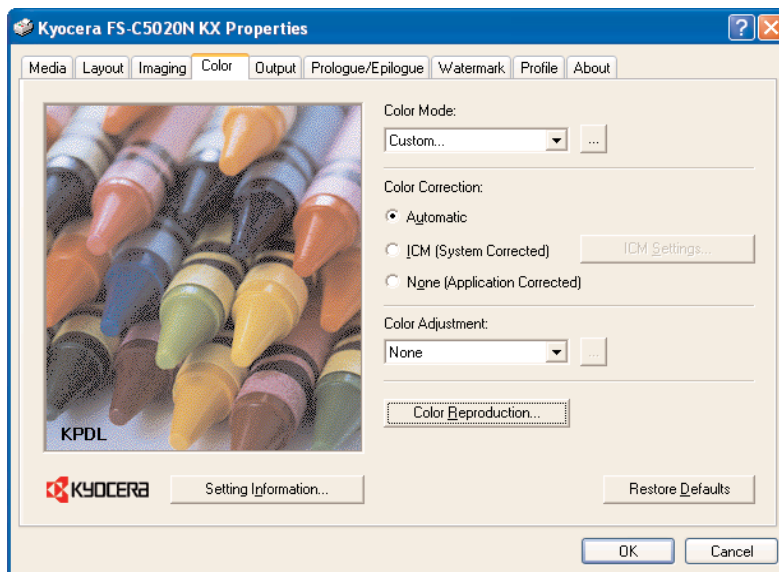 Kyocera FS-C5020N KX Properties
Media Layout Imaging Color Output Prologue/Epilogue Watermark Profile About
Color Mode:
Custom...
...
Color Correction:
Automatic
ICM (System Corrected)
ICM Settings...
None (Application Corrected)
Color Adjustment:
None
...
Color Reproduction...
KPDL
KYOCERA
Setting Information...
Restore Defaults
OK
Cancel